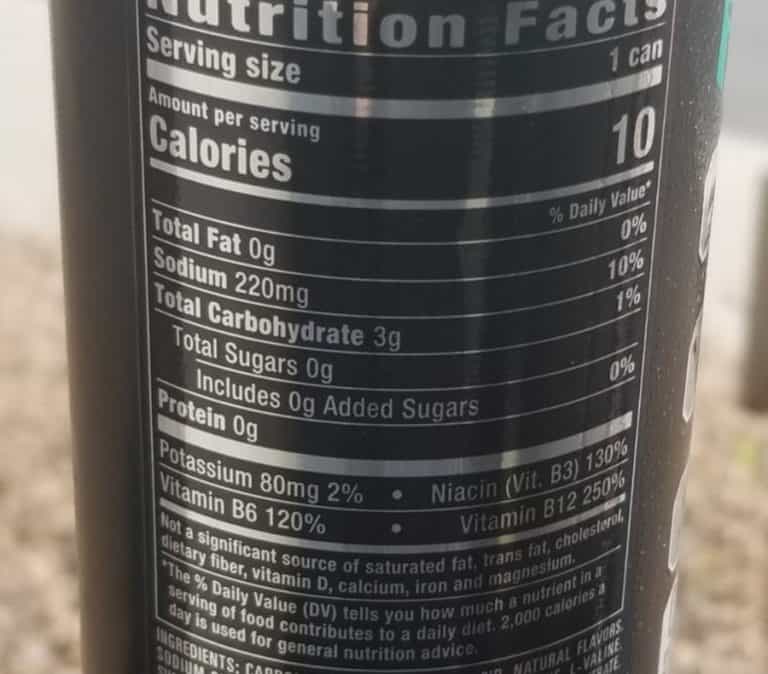 Nutrition Facts
Serving size 1 can
Amount per serving
Calories 10
% Daily Value*
Total Fat 0g 0%
Sodium 220mg 10%
Total Carbohydrate 3g 1%
Total Sugars 0g
Includes 0g Added Sugars 0%
Protein 0g
Potassium 80mg 2% • Niacin (Vit. B3) 130%
Vitamin B6 120% • Vitamin B12 250%
Not a significant source of saturated fat, trans fat, cholesterol,
dietary fiber, vitamin D, calcium, iron and magnesium.
*The % Daily Value (DV) tells you how much a nutrient in a
serving of food contributes to a daily diet. 2,000 calories a
day is used for general nutrition advice.
INGREDIENTS: NATURAL FLAVORS,
SODIUM L-VALINE,